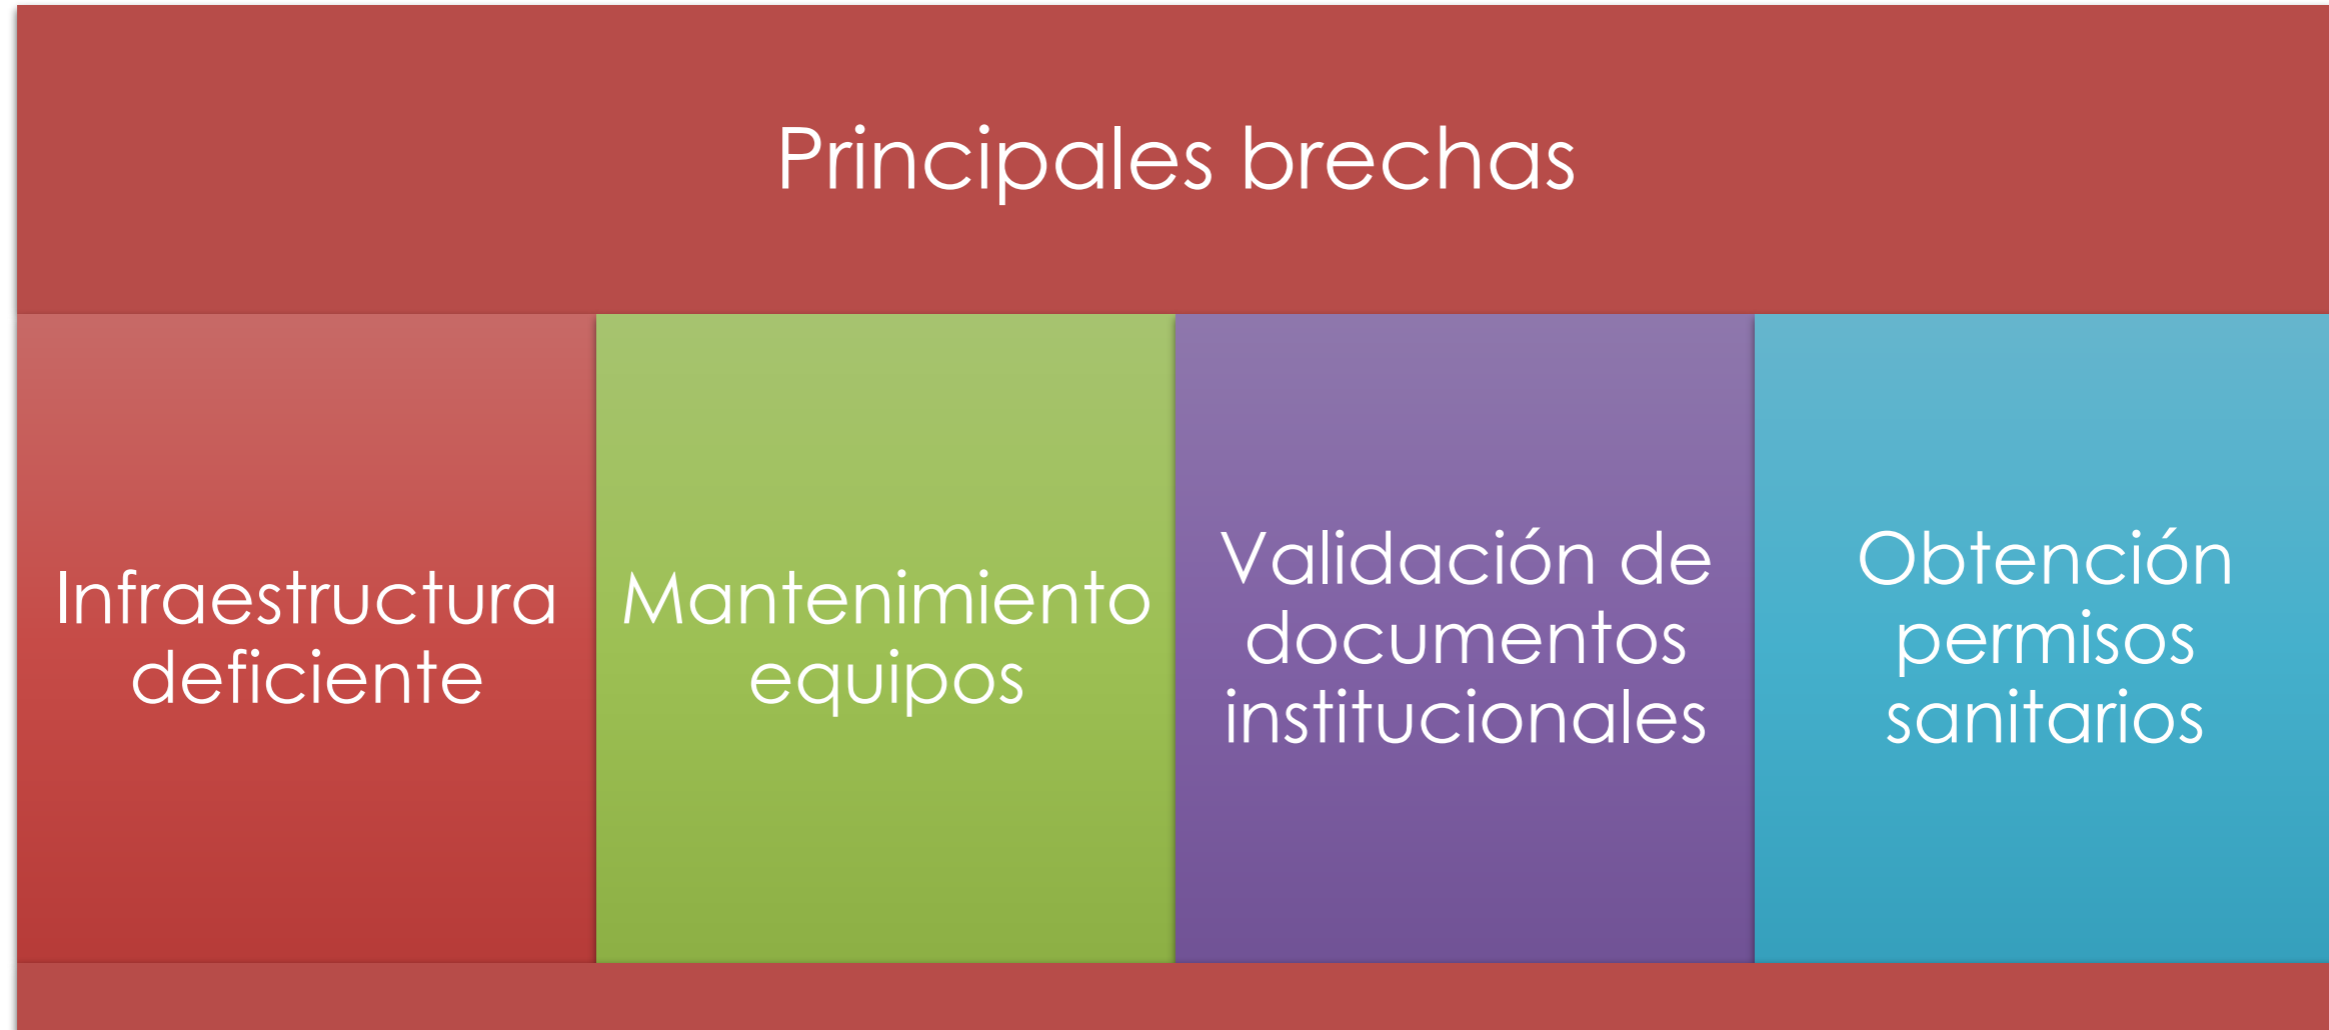 Principales brechas
Infraestructura
deficiente
Mantenimiento
equipos
Validación de
documentos
institucionales
Obtención
permisos
sanitarios